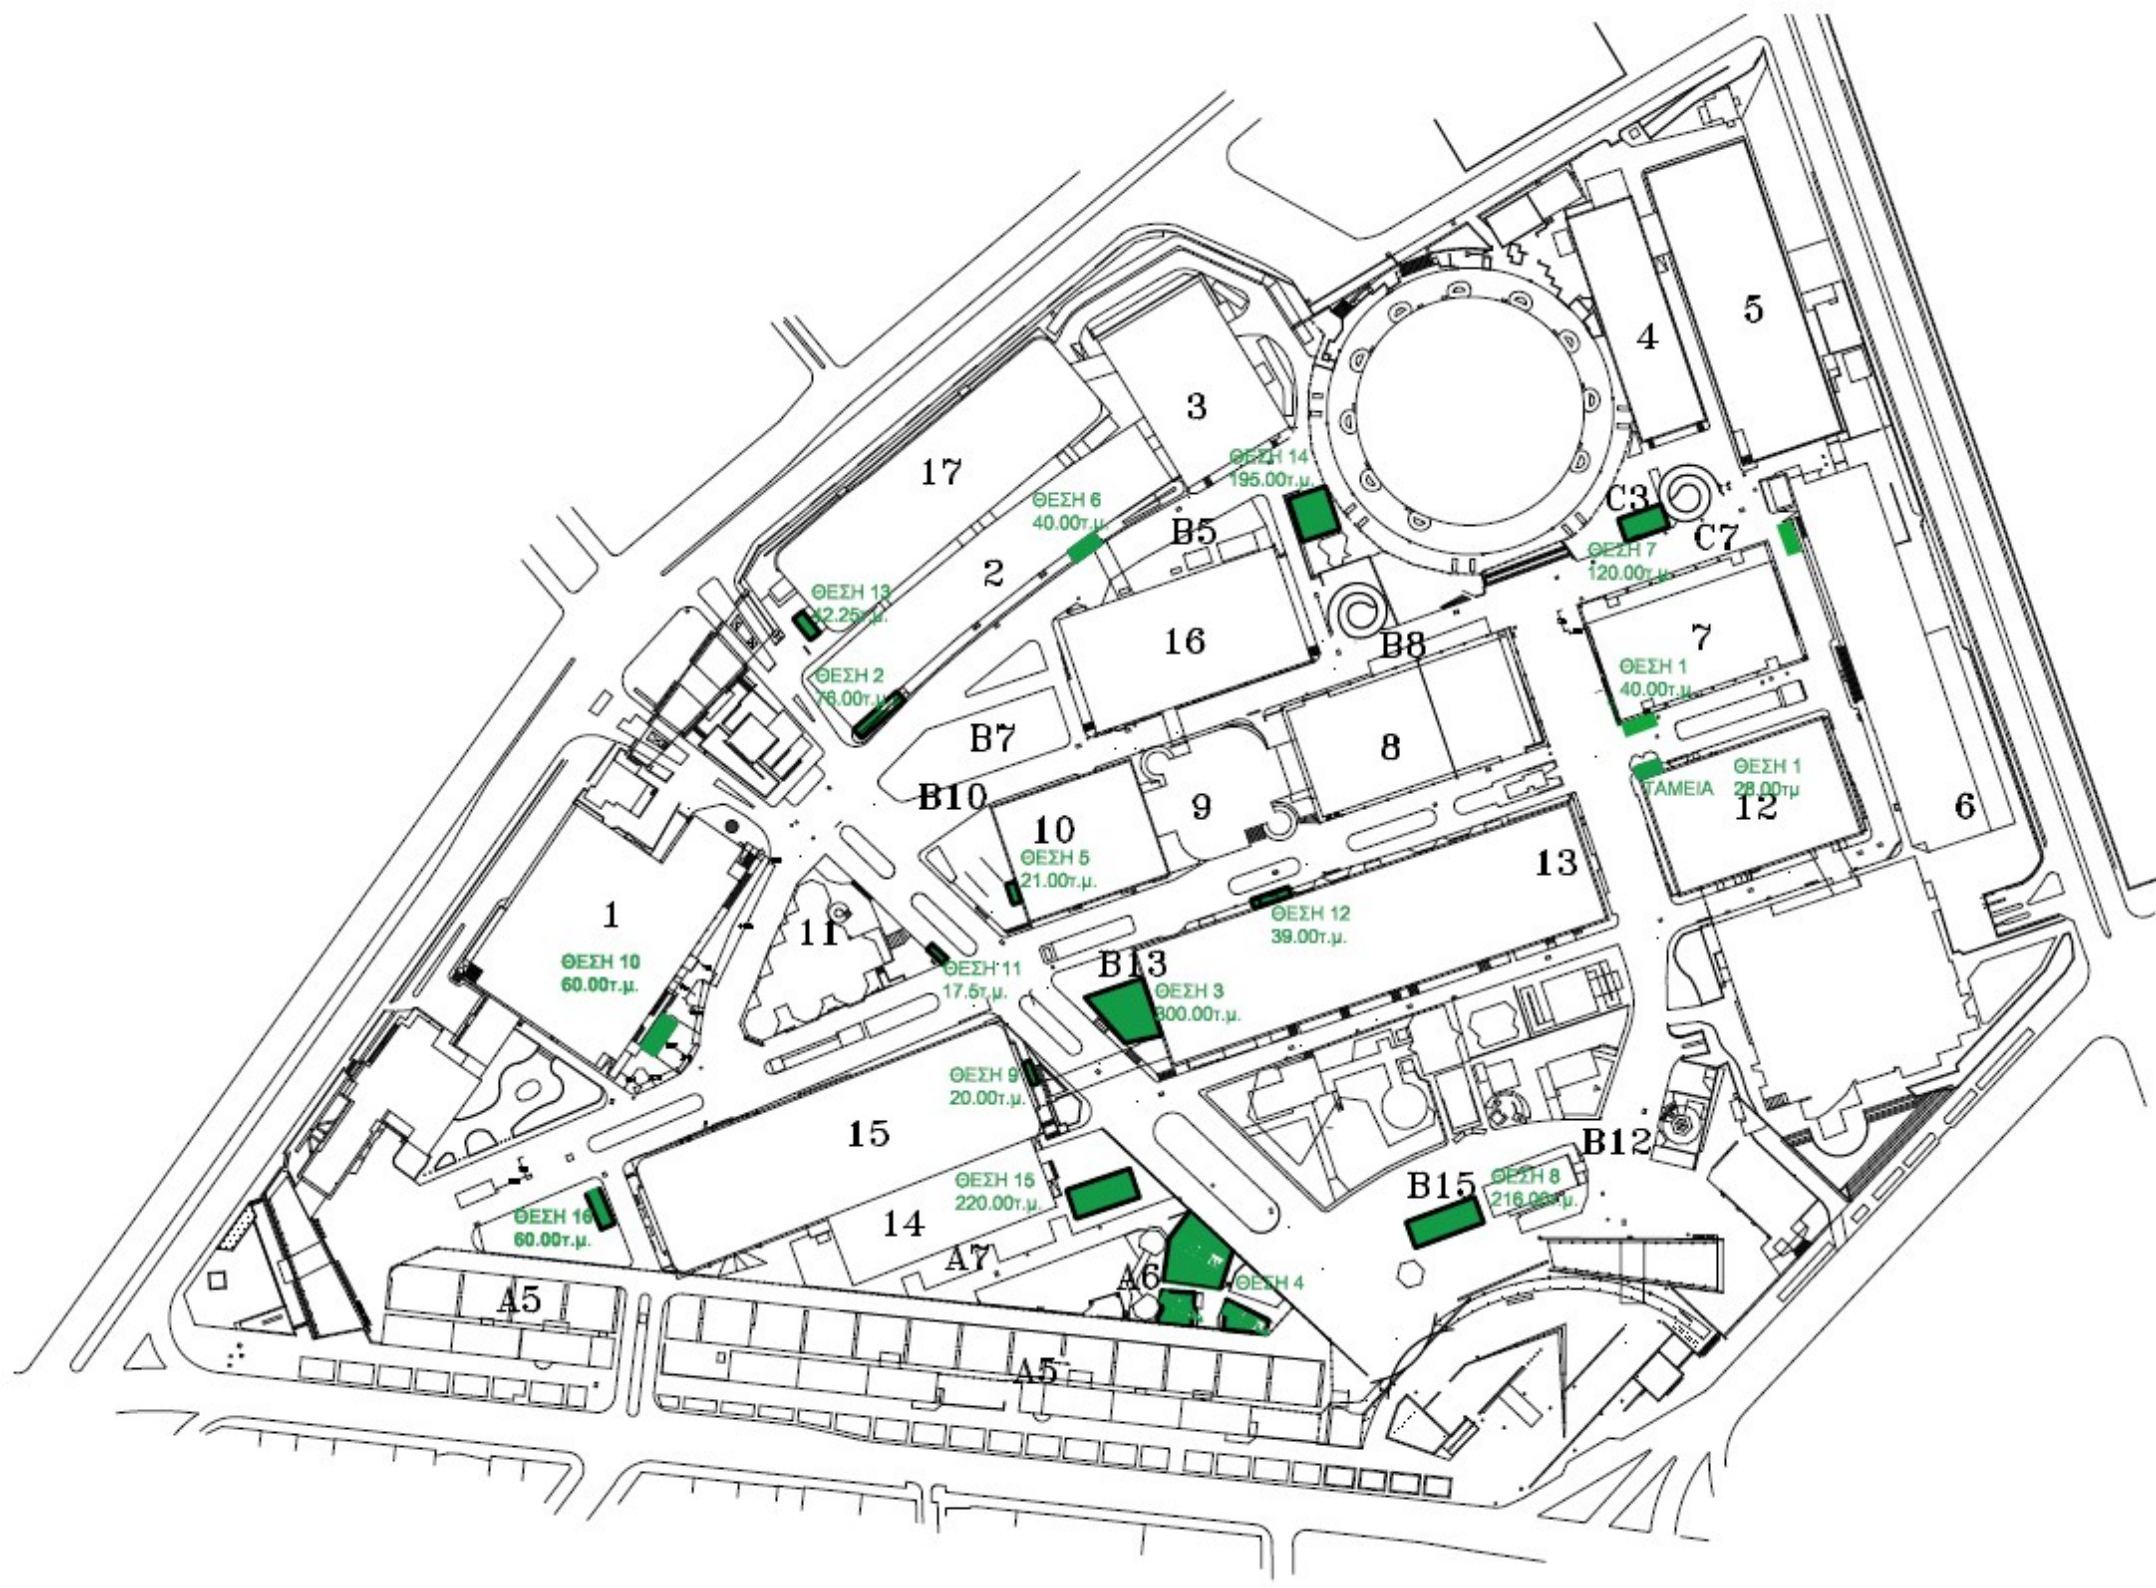 5
4
3
17
ΘΕΣΗ 14
195.00τ.μ.
ΘΕΣΗ 6
40.00τ.μ.
C3
B5
C7
ΘΕΣΗ 7
120.00τ.μ.
2
ΘΕΣΗ 13
42.25τ.μ.
16
B8
7
ΘΕΣΗ 2
76.00τ.μ.
ΘΕΣΗ 1
40.00τ.μ.
B7
8
ΘΕΣΗ 1
28.00τμ
ΤΑΜΕΙΑ
B10
9
12
6
10
ΘΕΣΗ 5
21.00τ.μ.
13
1
ΘΕΣΗ 12
39.00τ.μ.
11
ΘΕΣΗ 10
60.00τ.μ.
ΘΕΣΗ 11
17.5τ.μ.
B13
ΘΕΣΗ 3
300.00τ.μ.
ΘΕΣΗ 9
20.00τ.μ.
15
B12
ΘΕΣΗ 15
220.00τ.μ.
B15
ΘΕΣΗ 8
216.00τ.μ.
ΘΕΣΗ 16
60.00τ.μ.
14
A7
A6
ΘΕΣΗ 4
A5
A5